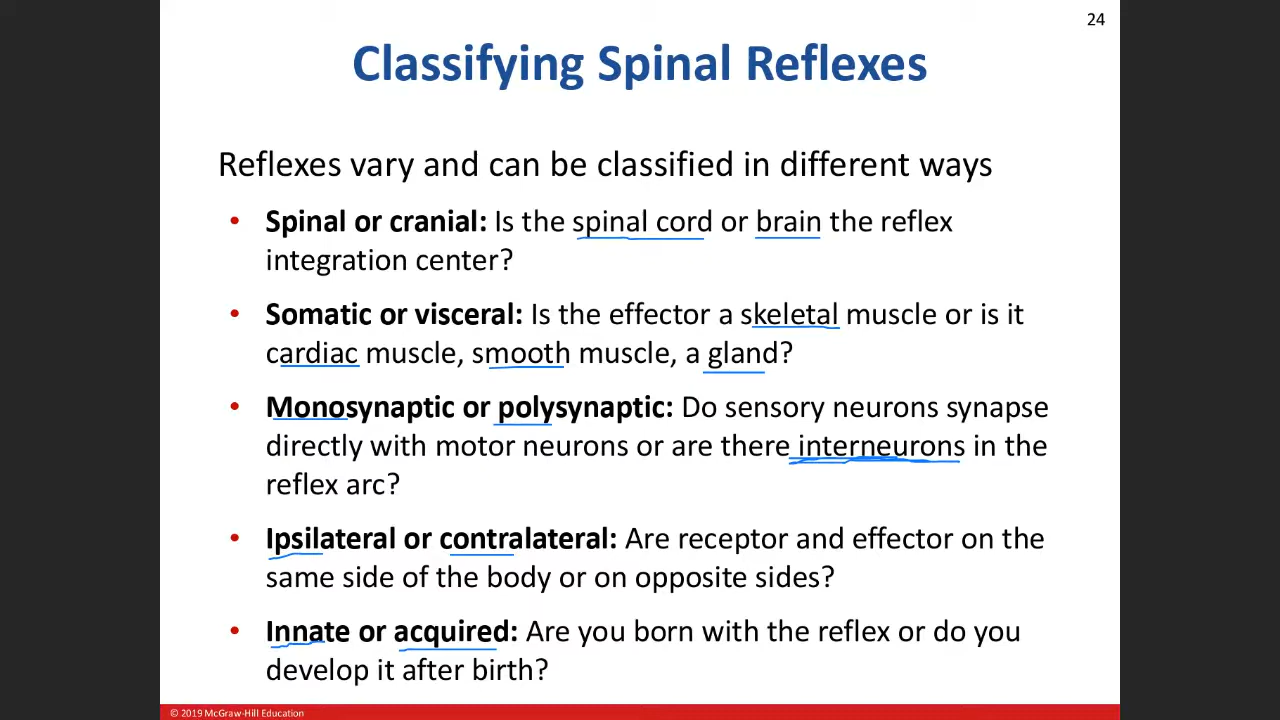 24
Classifying Spinal Reflexes
Reflexes vary and can be classified in different ways
• Spinal or cranial: Is the spinal cord or brain the reflex
integration center?
• Somatic or visceral: Is the effector a skeletal muscle or is it
cardiac muscle, smooth muscle, a gland?
• Monosynaptic or polysynaptic: Do sensory neurons synapse
directly with motor neurons or are there interneurons in the
reflex arc?
• Ipsilateral or contralateral: Are receptor and effector on the
same side of the body or on opposite sides?
• Innate or acquired: Are you born with the reflex or do you
develop it after birth?
© 2019 McGraw-Hill Education